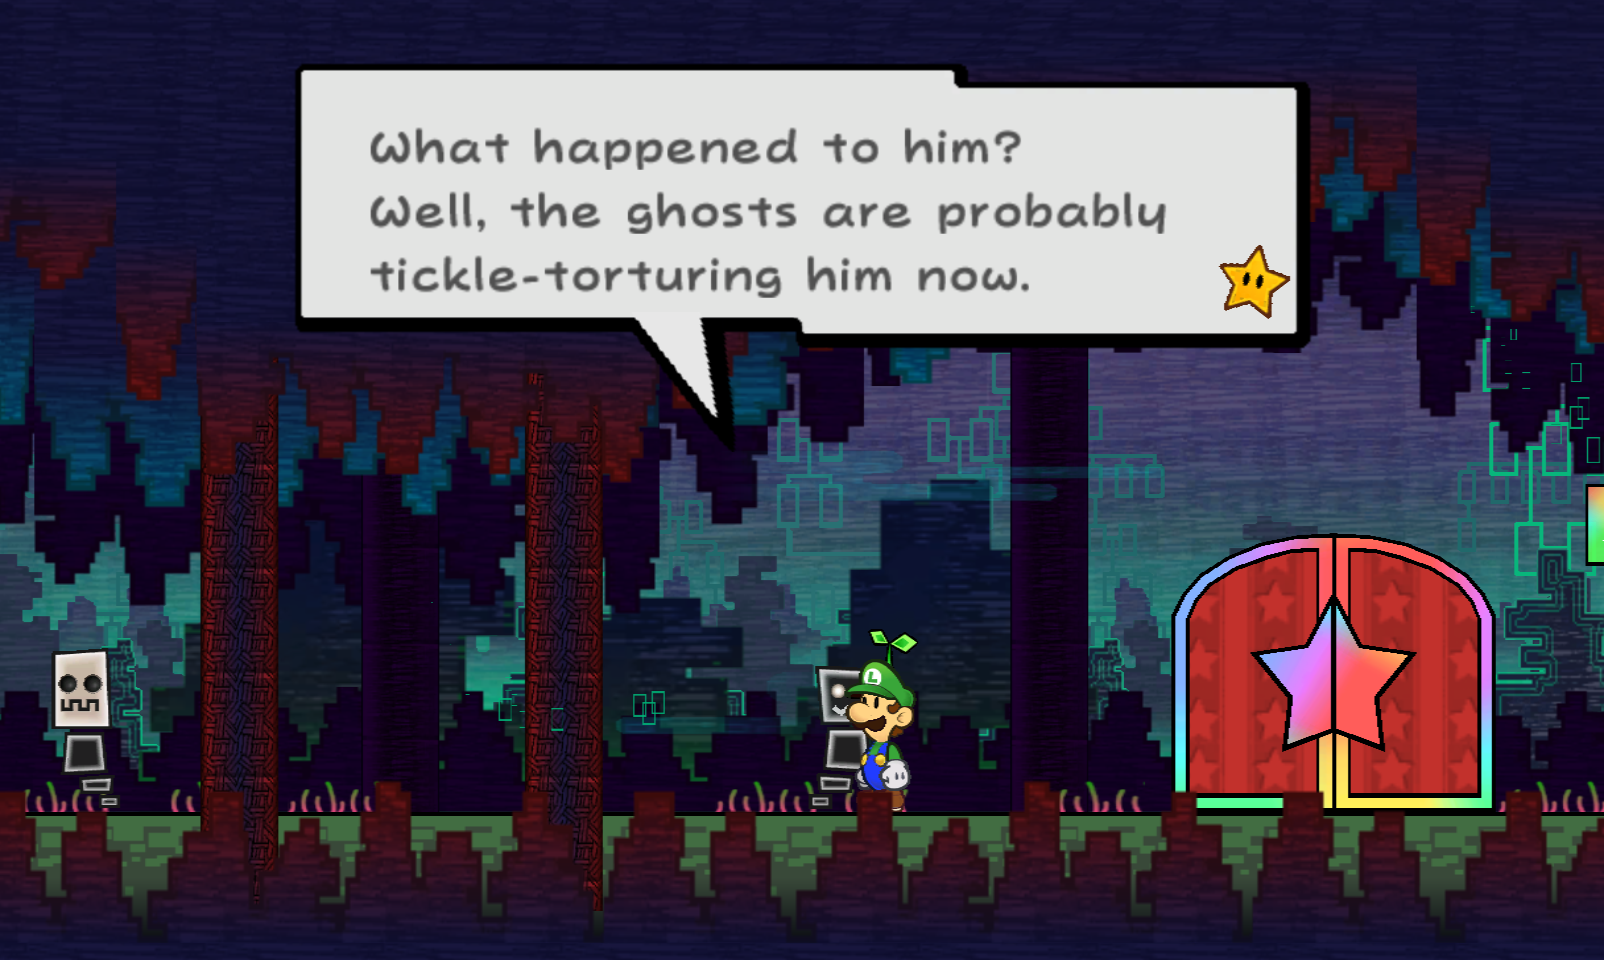 What happened to him?
Well, the ghosts are probably
tickle-torturing him now.
L